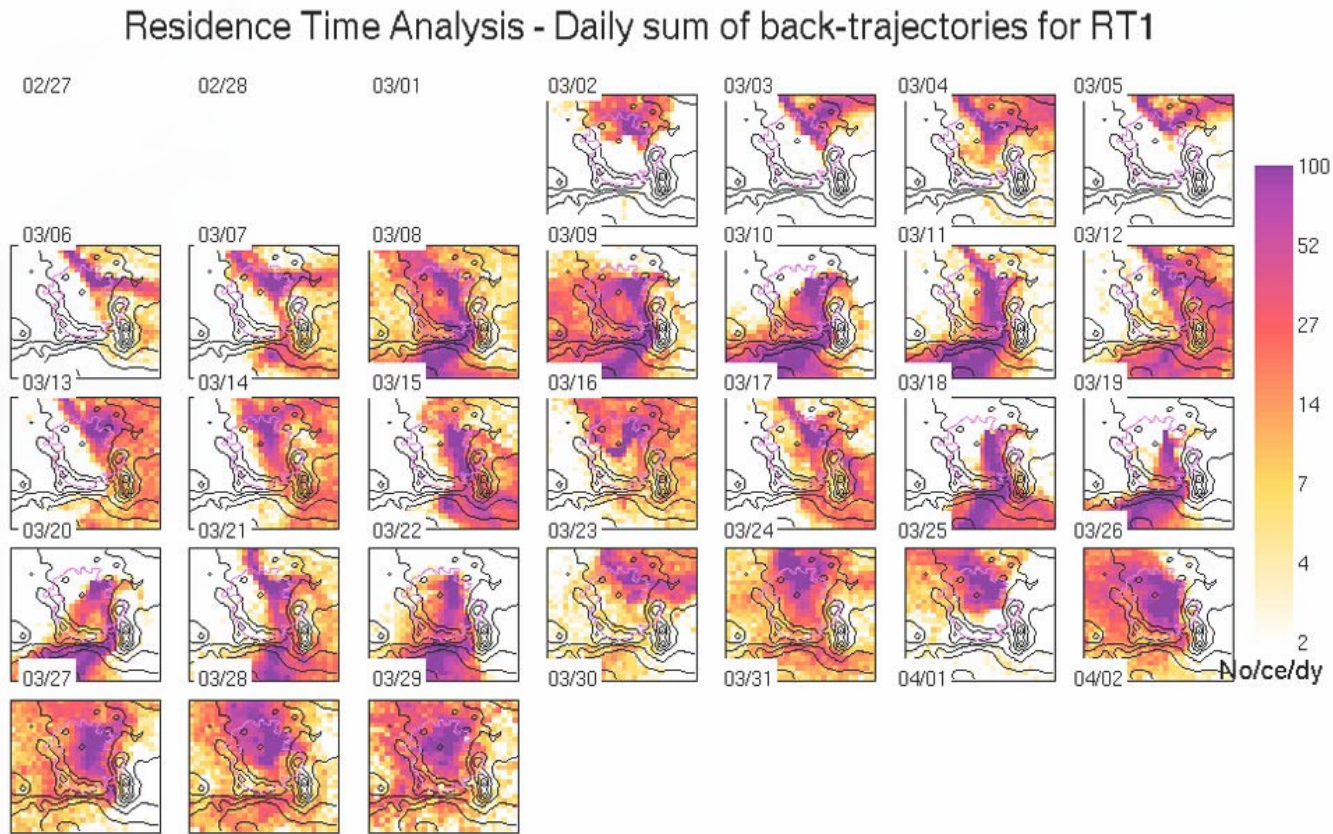 Residence Time Analysis - Daily sum of back-trajectories for RT1
02/27 02/28 03/01 03/02 03/03 03/04 03/05
03/06 03/07 03/08 03/09 03/10 03/11 03/12
03/13 03/14 03/15 03/16 03/17 03/18 03/19
03/20 03/21 03/22 03/23 03/24 03/25 03/26
03/27 03/28 03/29 03/30 03/31 04/01 04/02
100
52
27
14
7
4
2
No/ce/dy